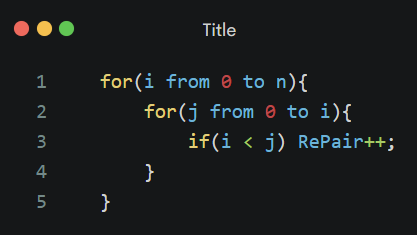 Title
1 for(i from 0 to n){
2 for(j from 0 to i){
3 if(i < j) RePair++;
4 }
5 }